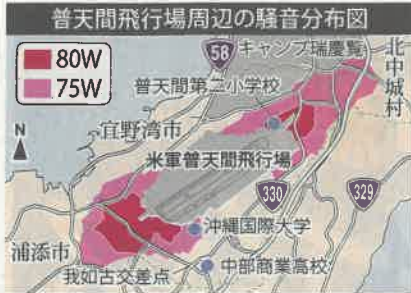 普天間飛行場周辺の騒音分布図
80W
75W
58
キャンプ瑞慶覧
北中城村
普天間第二小学校
N
宜野湾市
米軍普天間飛行場
330
329
沖縄国際大学
浦添市
我如古交差点
中部商業高校